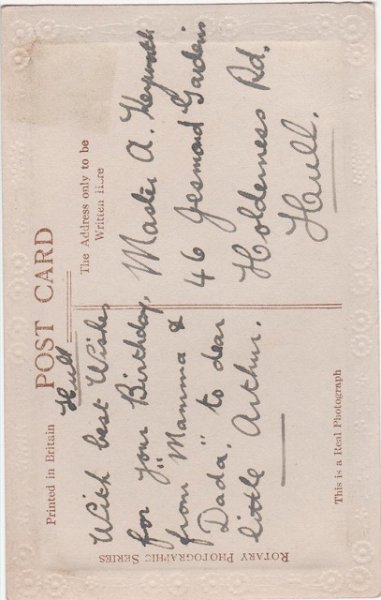 POST CARD
Printed in Britain
The Address only to be
Written Here
Hull
With best Wishes
for your Birthday,
from "Mamma &
Dada," to dear
little Arthur.
Master A. Heyworth
46 Jesmond Gardens
Holderness Rd.
Hull.
ROTARY PHOTOGRAPHIC SERIES
This is a Real Photograph